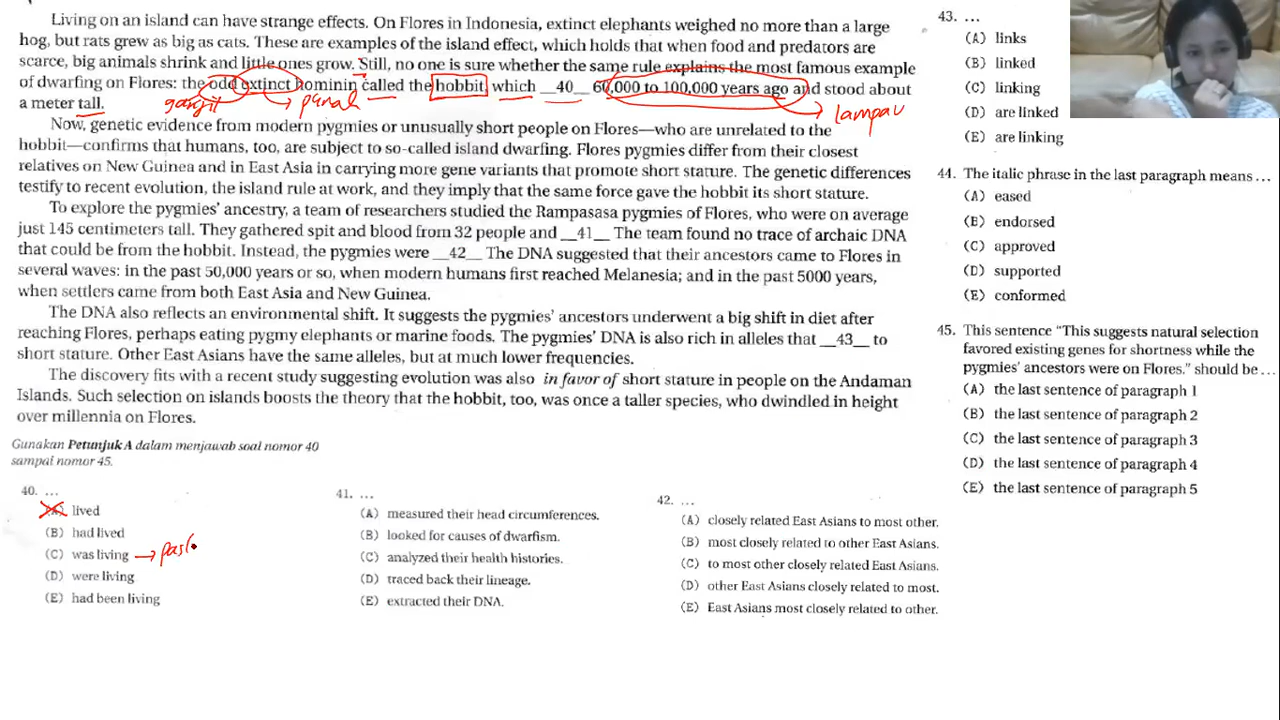 Living on an island can have strange effects. On Flores in Indonesia, extinct elephants weighed no more than a large
hog, but rats grew as big as cats. These are examples of the island effect, which holds that when food and predators are
scarce, big animals shrink and little ones grow. Still, no one is sure whether the same rule explains the most famous example
of dwarfing on Flores: the odd extinct hominin called the hobbit, which __40__ 60,000 to 100,000 years ago and stood about
ganjil
punah
lampau
a meter tall.
Now, genetic evidence from modern pygmies or unusually short people on Flores—who are unrelated to the
hobbit—confirms that humans, too, are subject to so-called island dwarfing. Flores pygmies differ from their closest
relatives on New Guinea and in East Asia in carrying more gene variants that promote short stature. The genetic differences
testify to recent evolution, the island rule at work, and they imply that the same force gave the hobbit its short stature.
To explore the pygmies' ancestry, a team of researchers studied the Rampasasa pygmies of Flores, who were on average
just 145 centimeters tall. They gathered spit and blood from 32 people and __41__ The team found no trace of archaic DNA
that could be from the hobbit. Instead, the pygmies were __42__ The DNA suggested that their ancestors came to Flores in
several waves: in the past 50,000 years or so, when modern humans first reached Melanesia; and in the past 5000 years,
when settlers came from both East Asia and New Guinea.
The DNA also reflects an environmental shift. It suggests the pygmies' ancestors underwent a big shift in diet after
reaching Flores, perhaps eating pygmy elephants or marine foods. The pygmies' DNA is also rich in alleles that __43__ to
short stature. Other East Asians have the same alleles, but at much lower frequencies.
The discovery fits with a recent study suggesting evolution was also in favor of short stature in people on the Andaman
Islands. Such selection on islands boosts the theory that the hobbit, too, was once a taller species, who dwindled in height
over millennia on Flores.
Gunakan Petunjuk A dalam menjawab soal nomor 40
sampai nomor 45.
40. ...
(A) lived
(B) had lived
(C) was living
(D) were living
(E) had been living
41. ...
(A) measured their head circumferences.
(B) looked for causes of dwarfism.
(C) analyzed their health histories.
(D) traced back their lineage.
(E) extracted their DNA.
42. ...
(A) closely related East Asians to most other.
(B) most closely related to other East Asians.
(C) to most other closely related East Asians.
(D) other East Asians closely related to most.
(E) East Asians most closely related to other.
43. ...
(A) links
(B) linked
(C) linking
(D) are linked
(E) are linking
44. The italic phrase in the last paragraph means ...
(A) eased
(B) endorsed
(C) approved
(D) supported
(E) conformed
45. This sentence "This suggests natural selection
favored existing genes for shortness while the
pygmies' ancestors were on Flores." should be ...
(A) the last sentence of paragraph 1
(B) the last sentence of paragraph 2
(C) the last sentence of paragraph 3
(D) the last sentence of paragraph 4
(E) the last sentence of paragraph 5